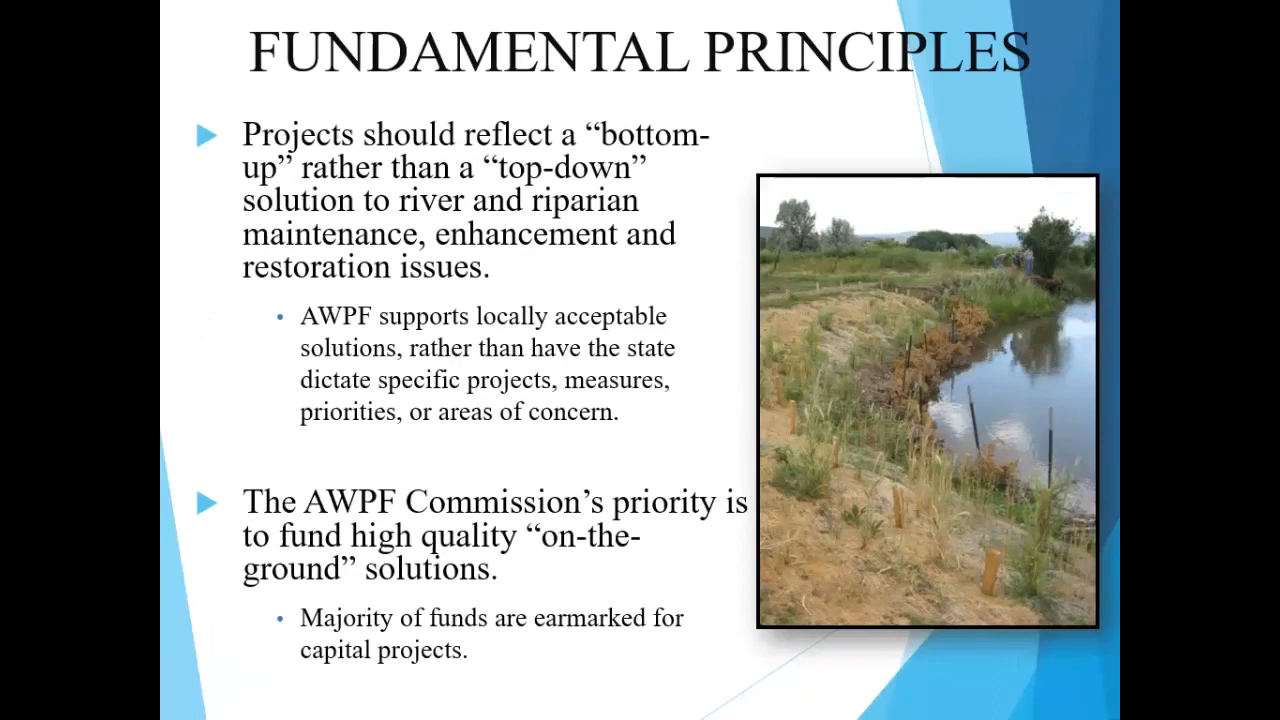 FUNDAMENTAL PRINCIPLES
Projects should reflect a “bottom-
up” rather than a “top-down”
solution to river and riparian
maintenance, enhancement and
restoration issues.
AWPF supports locally acceptable
solutions, rather than have the state
dictate specific projects, measures,
priorities, or areas of concern.
The AWPF Commission’s priority is
to fund high quality “on-the-
ground” solutions.
Majority of funds are earmarked for
capital projects.